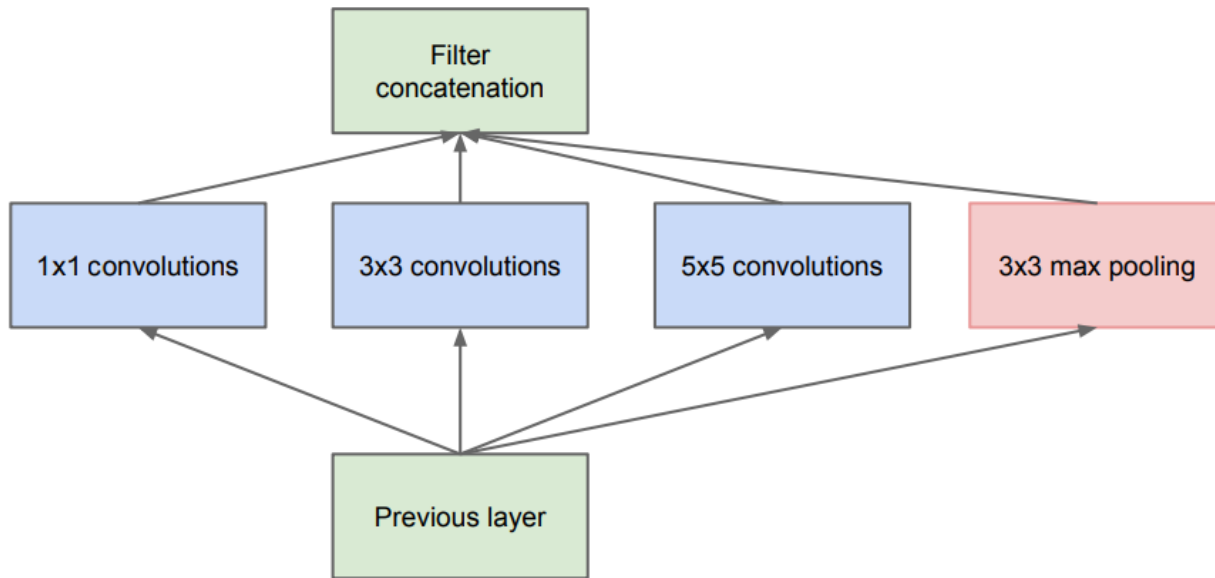 Filter
concatenation
1x1 convolutions
3x3 convolutions
5x5 convolutions
3x3 max pooling
Previous layer